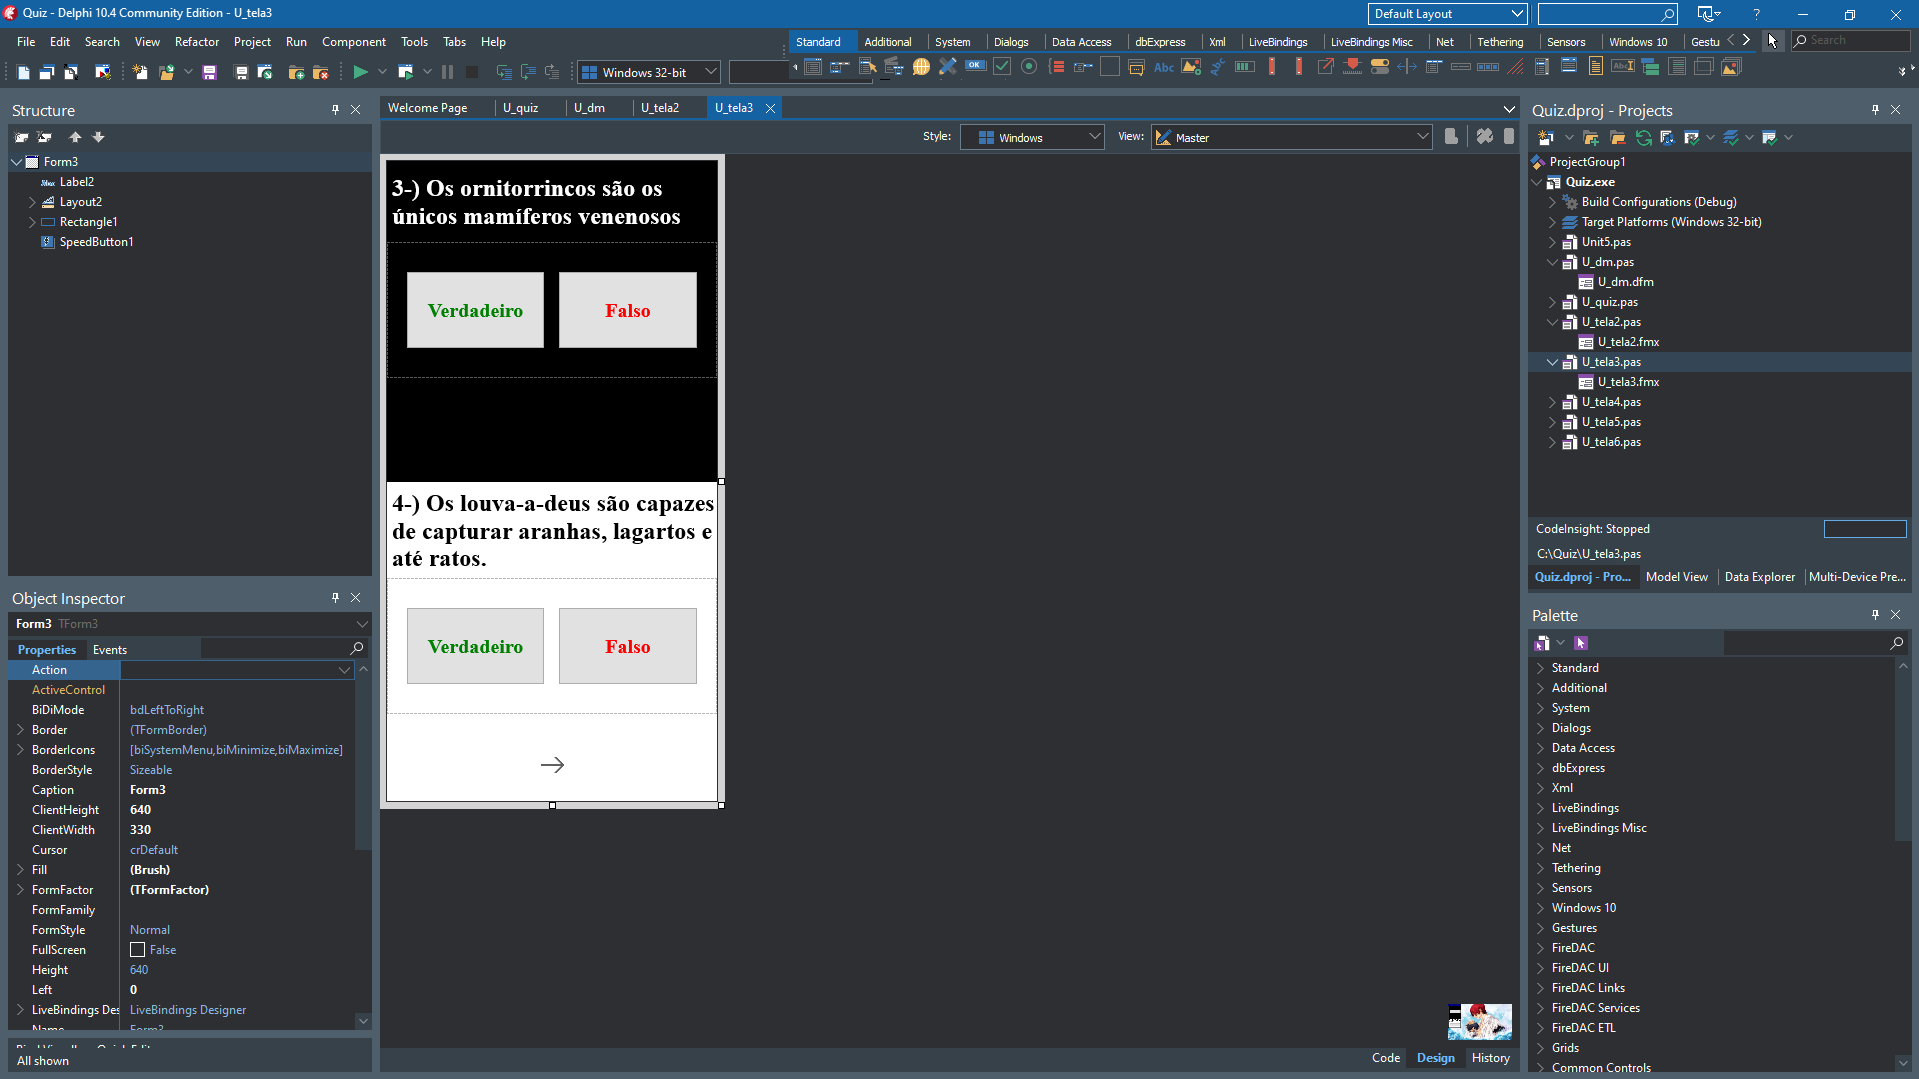 Quiz - Delphi 10.4 Community Edition - U_tela3
Default Layout
File Edit Search View Refactor Project Run Component Tools Tabs Help
Standard Additional System Dialogs Data Access dbExpress Xml LiveBindings LiveBindings Misc Net Tethering Sensors Windows 10 Gestu
Search
Windows 32-bit
Structure
Form3
Label2
Layout2
Rectangle1
SpeedButton1
Welcome Page U_quiz U_dm U_tela2 U_tela3
Style: Windows View: Master
3-) Os ornitorrincos são os
únicos mamíferos venenosos
Verdadeiro Falso
4-) Os louva-a-deus são capazes
de capturar aranhas, lagartos e
até ratos.
Verdadeiro Falso
Code Design History
Object Inspector
Form3 TForm3
Properties Events
Action
ActiveControl
BiDiMode bdLeftToRight
Border (TFormBorder)
BorderIcons [biSystemMenu,biMinimize,biMaximize]
BorderStyle Sizeable
Caption Form3
ClientHeight 640
ClientWidth 330
Cursor crDefault
Fill (Brush)
FormFactor (TFormFactor)
FormFamily
FormStyle Normal
FullScreen False
Height 640
Left 0
LiveBindings Des LiveBindings Designer
Name Form3
All shown
Quiz.dproj - Projects
ProjectGroup1
Quiz.exe
Build Configurations (Debug)
Target Platforms (Windows 32-bit)
Unit5.pas
U_dm.pas
U_dm.dfm
U_quiz.pas
U_tela2.pas
U_tela2.fmx
U_tela3.pas
U_tela3.fmx
U_tela4.pas
U_tela5.pas
U_tela6.pas
CodeInsight: Stopped
C:\Quiz\U_tela3.pas
Quiz.dproj - Pro... Model View Data Explorer Multi-Device Pre...
Palette
Standard
Additional
System
Dialogs
Data Access
dbExpress
Xml
LiveBindings
LiveBindings Misc
Net
Tethering
Sensors
Windows 10
Gestures
FireDAC
FireDAC UI
FireDAC Links
FireDAC Services
FireDAC ETL
Grids
Common Controls